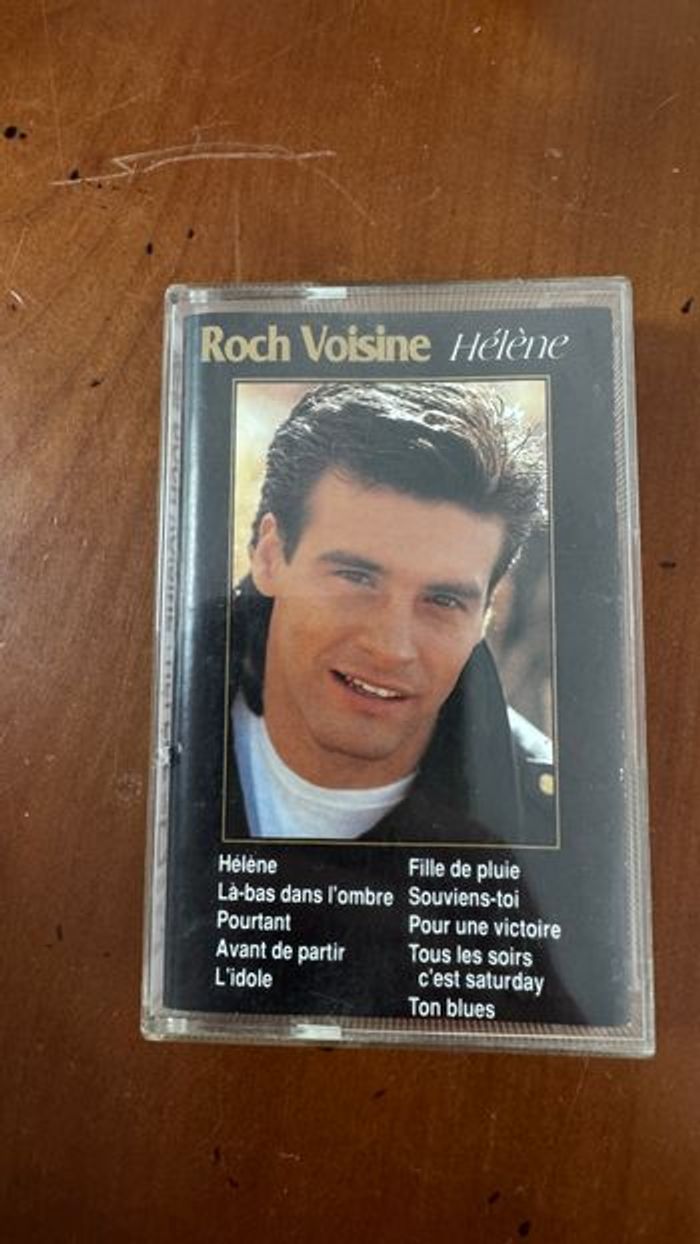 Roch Voisine Hélène
Hélène
Là-bas dans l'ombre
Pourtant
Avant de partir
L'idole
Fille de pluie
Souviens-toi
Pour une victoire
Tous les soirs
c'est saturday
Ton blues